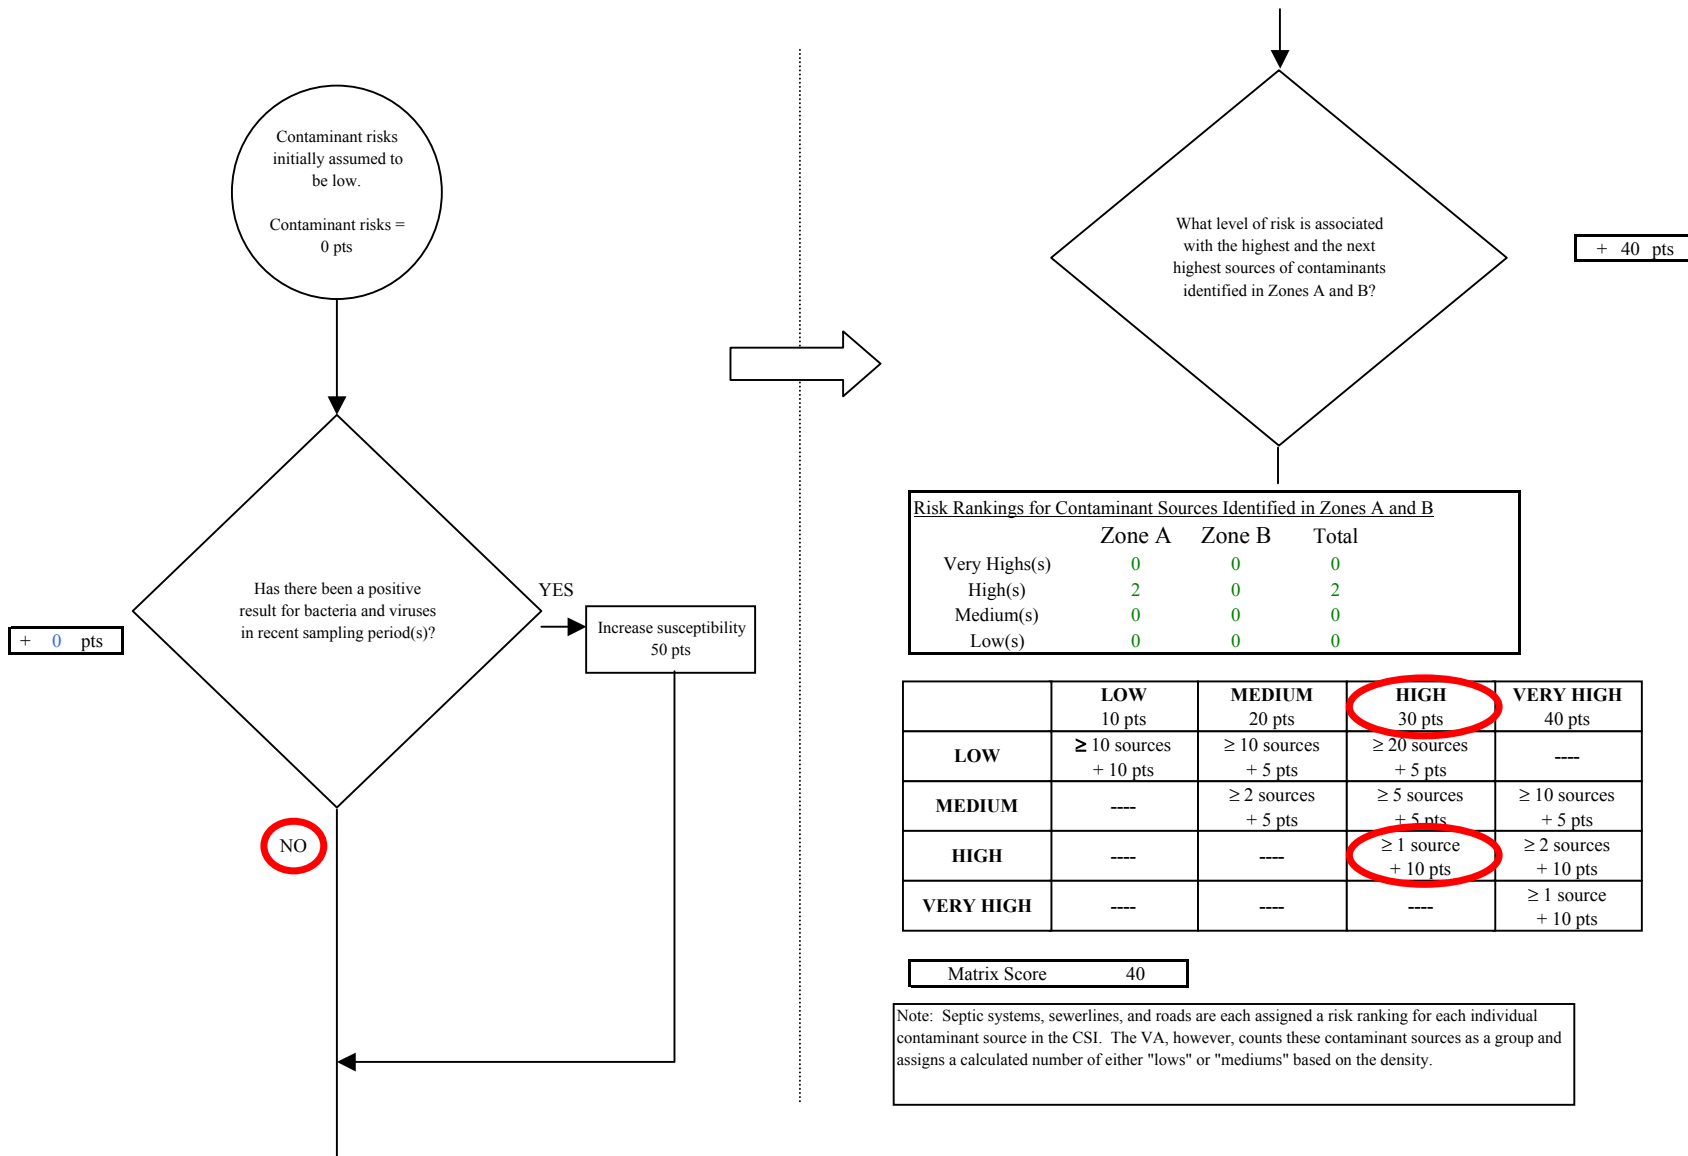 Contaminant risks
initially assumed to
be low.
Contaminant risks =
0 pts
Has there been a positive
result for bacteria and viruses
in recent sampling period(s)?
YES
+ 0 pts
Increase susceptibility
50 pts
NO
What level of risk is associated
with the highest and the next
highest sources of contaminants
identified in Zones A and B?
+ 40 pts
Risk Rankings for Contaminant Sources Identified in Zones A and B
Zone A Zone B Total
Very Highs(s) 0 0 0
High(s) 2 0 2
Medium(s) 0 0 0
Low(s) 0 0 0
LOW MEDIUM HIGH VERY HIGH
10 pts 20 pts 30 pts 40 pts
LOW ≥ 10 sources ≥ 10 sources ≥ 20 sources ----
+ 10 pts + 5 pts + 5 pts
MEDIUM ---- ≥ 2 sources ≥ 5 sources ≥ 10 sources
+ 5 pts + 5 pts + 5 pts
HIGH ---- ---- ≥ 1 source ≥ 2 sources
+ 10 pts + 10 pts
VERY HIGH ---- ---- ---- ≥ 1 source
+ 10 pts
Matrix Score 40
Note: Septic systems, sewerlines, and roads are each assigned a risk ranking for each individual
contaminant source in the CSI. The VA, however, counts these contaminant sources as a group and
assigns a calculated number of either "lows" or "mediums" based on the density.